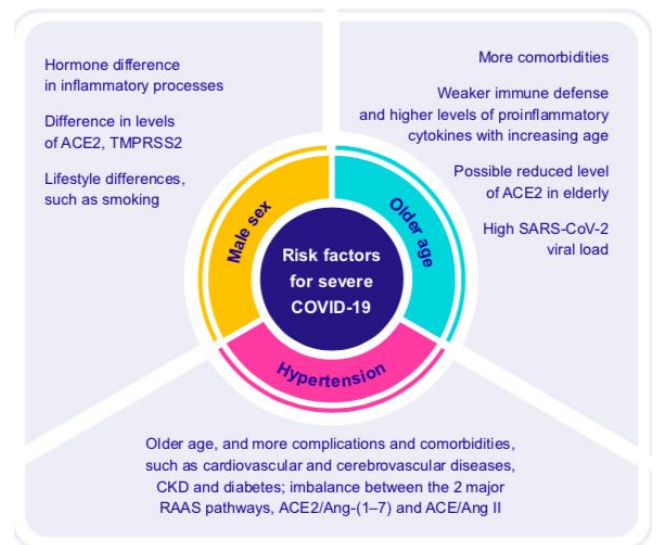 Hormone difference
in inflammatory processes
Difference in levels
of ACE2, TMPRSS2
Lifestyle differences,
such as smoking
More comorbidities
Weaker immune defense
and higher levels of proinflammatory
cytokines with increasing age
Possible reduced level
of ACE2 in elderly
High SARS-CoV-2
viral load
Male sex
Older age
Risk factors
for severe
COVID-19
Hypertension
Older age, and more complications and comorbidities,
such as cardiovascular and cerebrovascular diseases,
CKD and diabetes; imbalance between the 2 major
RAAS pathways, ACE2/Ang-(1–7) and ACE/Ang II